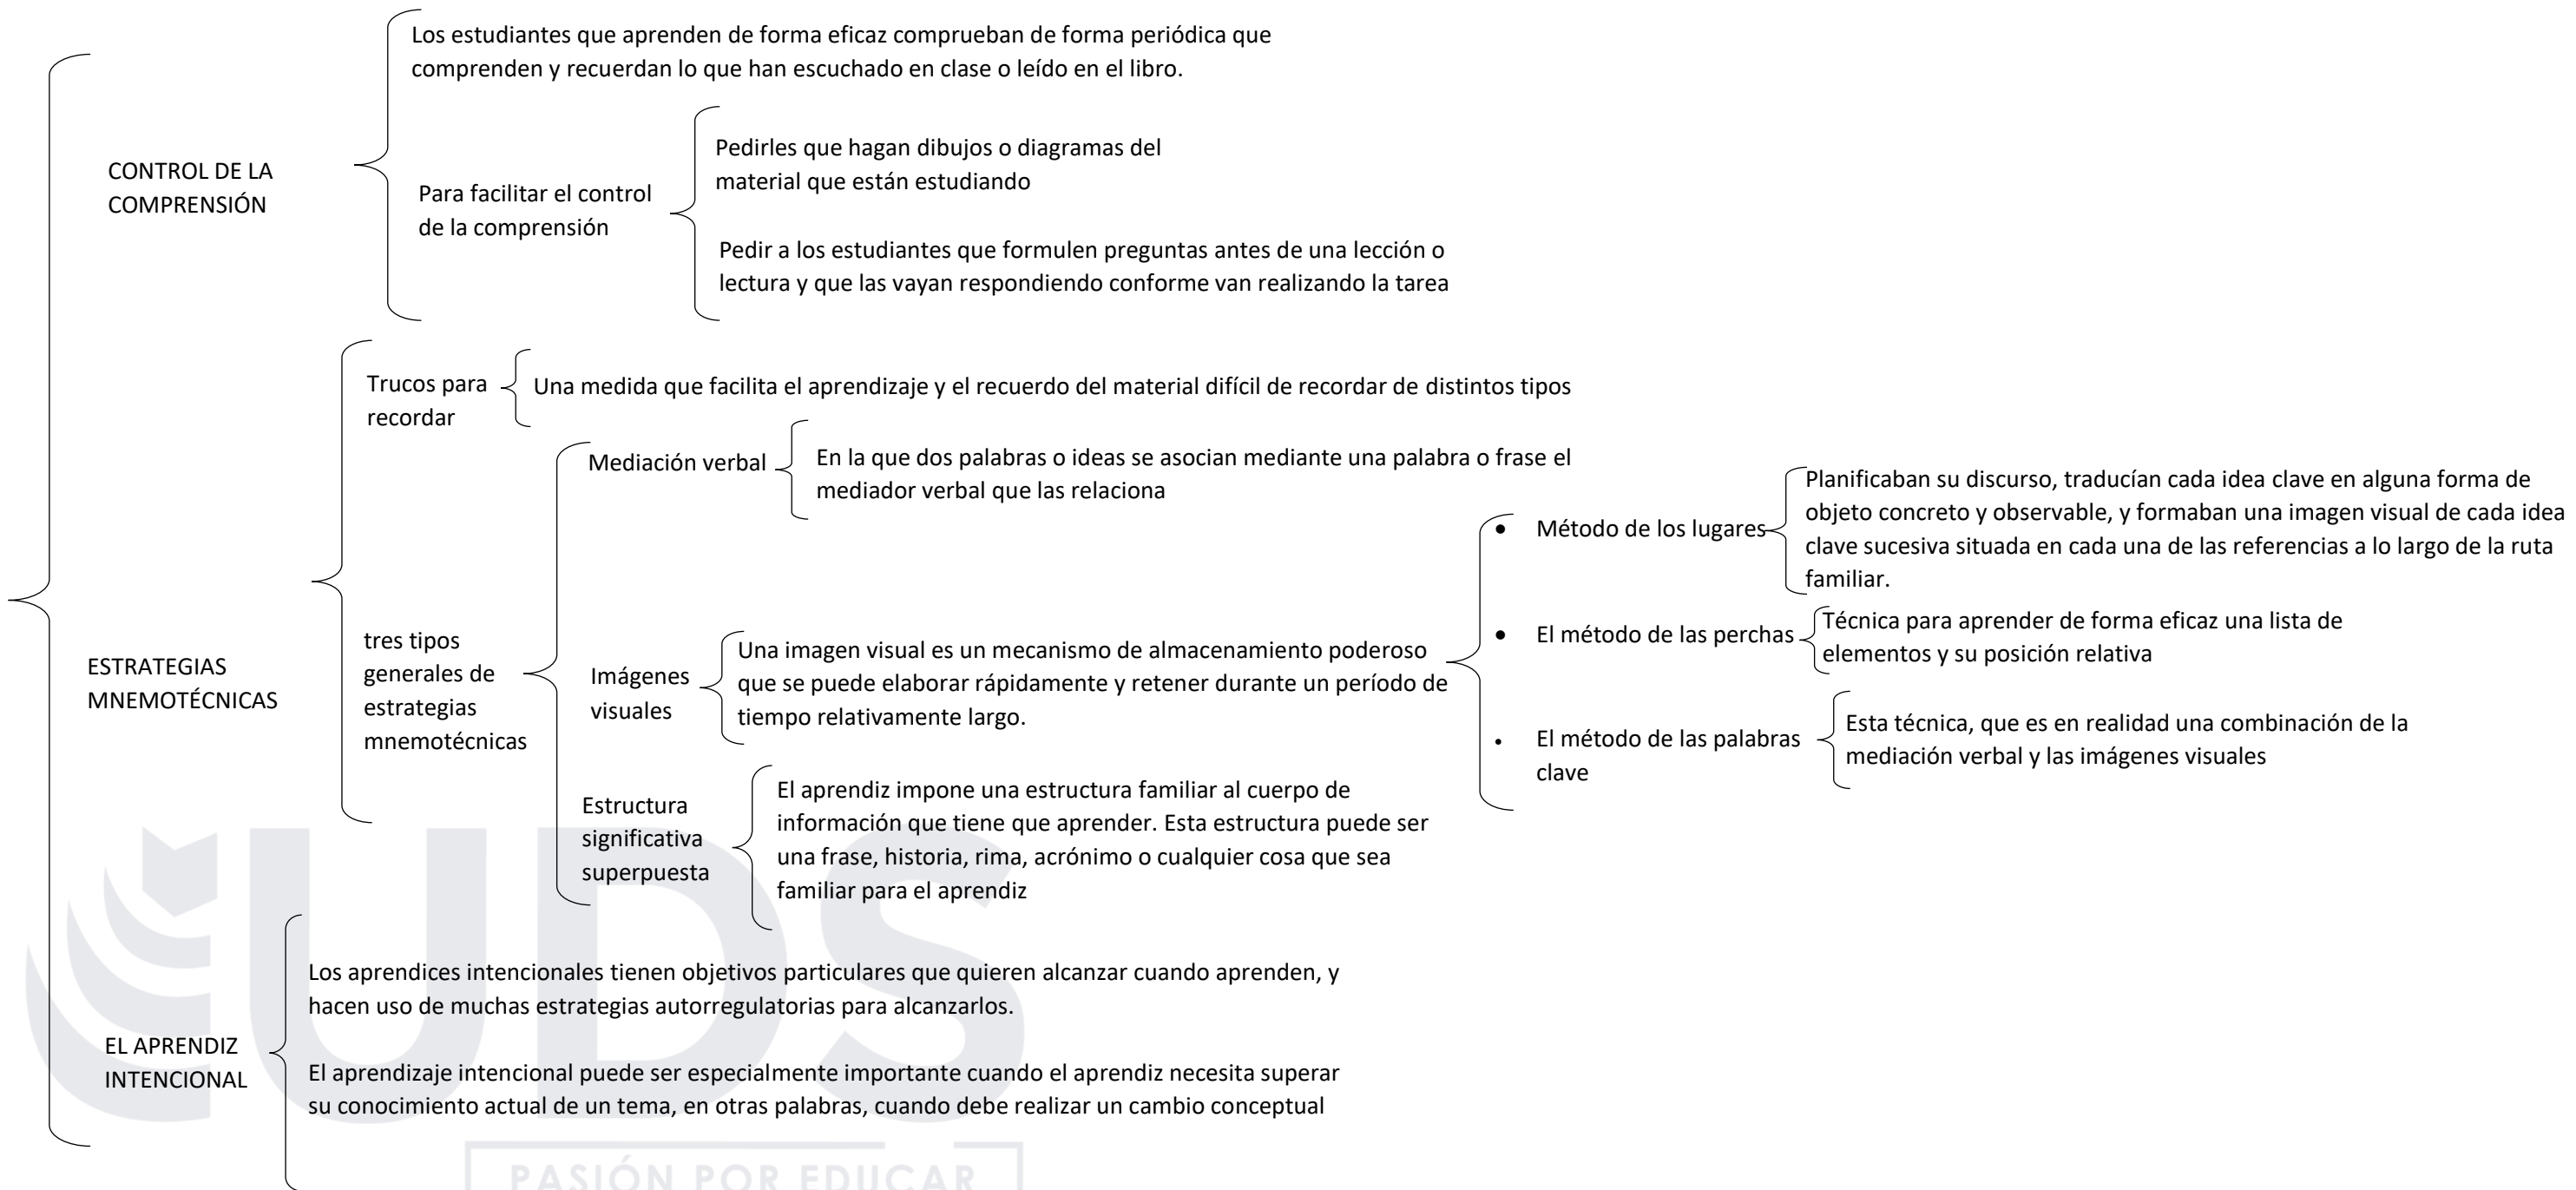 Los estudiantes que aprenden de forma eficaz comprueban de forma periódica que
comprenden y recuerdan lo que han escuchado en clase o leído en el libro.
CONTROL DE LA
COMPRENSIÓN
Para facilitar el control
de la comprensión
Pedirles que hagan dibujos o diagramas del
material que están estudiando
Pedir a los estudiantes que formulen preguntas antes de una lección o
lectura y que las vayan respondiendo conforme van realizando la tarea
ESTRATEGIAS
MNEMOTÉCNICAS
Trucos para
recordar
Una medida que facilita el aprendizaje y el recuerdo del material difícil de recordar de distintos tipos
tres tipos
generales de
estrategias
mnemotécnicas
Mediación verbal
En la que dos palabras o ideas se asocian mediante una palabra o frase el
mediador verbal que las relaciona
Imágenes
visuales
Una imagen visual es un mecanismo de almacenamiento poderoso
que se puede elaborar rápidamente y retener durante un período de
tiempo relativamente largo.
• Método de los lugares
Planificaban su discurso, traducían cada idea clave en alguna forma de
objeto concreto y observable, y formaban una imagen visual de cada idea
clave sucesiva situada en cada una de las referencias a lo largo de la ruta
familiar.
• El método de las perchas
Técnica para aprender de forma eficaz una lista de
elementos y su posición relativa
• El método de las palabras
clave
Esta técnica, que es en realidad una combinación de la
mediación verbal y las imágenes visuales
Estructura
significativa
superpuesta
El aprendiz impone una estructura familiar al cuerpo de
información que tiene que aprender. Esta estructura puede ser
una frase, historia, rima, acrónimo o cualquier cosa que sea
familiar para el aprendiz
EL APRENDIZ
INTENCIONAL
Los aprendices intencionales tienen objetivos particulares que quieren alcanzar cuando aprenden, y
hacen uso de muchas estrategias autorregulatorias para alcanzarlos.
El aprendizaje intencional puede ser especialmente importante cuando el aprendiz necesita superar
su conocimiento actual de un tema, en otras palabras, cuando debe realizar un cambio conceptual
UDS
PASIÓN POR EDUCAR